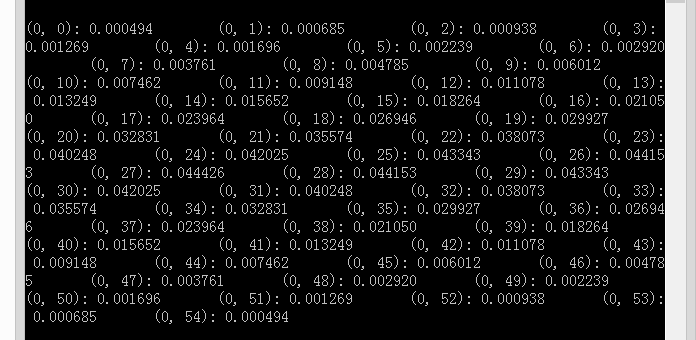 (0, 0): 0.000494 (0, 1): 0.000685 (0, 2): 0.000938 (0, 3):
0.001269 (0, 4): 0.001696 (0, 5): 0.002239 (0, 6): 0.002920
(0, 7): 0.003761 (0, 8): 0.004785 (0, 9): 0.006012
(0, 10): 0.007462 (0, 11): 0.009148 (0, 12): 0.011078 (0, 13):
0.013249 (0, 14): 0.015652 (0, 15): 0.018264 (0, 16): 0.02105
0 (0, 17): 0.023964 (0, 18): 0.026946 (0, 19): 0.029927
(0, 20): 0.032831 (0, 21): 0.035574 (0, 22): 0.038073 (0, 23):
0.040248 (0, 24): 0.042025 (0, 25): 0.043343 (0, 26): 0.04415
3 (0, 27): 0.044426 (0, 28): 0.044153 (0, 29): 0.043343
(0, 30): 0.042025 (0, 31): 0.040248 (0, 32): 0.038073 (0, 33):
0.035574 (0, 34): 0.032831 (0, 35): 0.029927 (0, 36): 0.02694
6 (0, 37): 0.023964 (0, 38): 0.021050 (0, 39): 0.018264
(0, 40): 0.015652 (0, 41): 0.013249 (0, 42): 0.011078 (0, 43):
0.009148 (0, 44): 0.007462 (0, 45): 0.006012 (0, 46): 0.00478
5 (0, 47): 0.003761 (0, 48): 0.002920 (0, 49): 0.002239
(0, 50): 0.001696 (0, 51): 0.001269 (0, 52): 0.000938 (0, 53):
0.000685 (0, 54): 0.000494